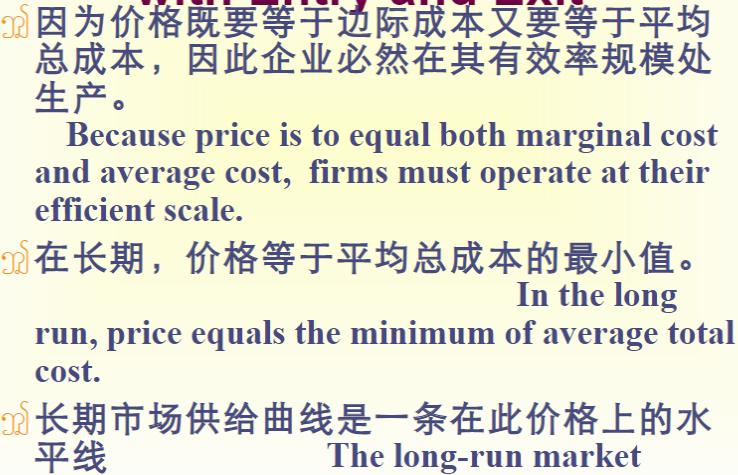 with Entry and Exit
因为价格既要等于边际成本又要等于平均
总成本，因此企业必然在其有效率规模处
生产。
Because price is to equal both marginal cost
and average cost, firms must operate at their
efficient scale.
在长期，价格等于平均总成本的最小值。
In the long
run, price equals the minimum of average total
cost.
长期市场供给曲线是一条在此价格上的水
平线 The long-run market